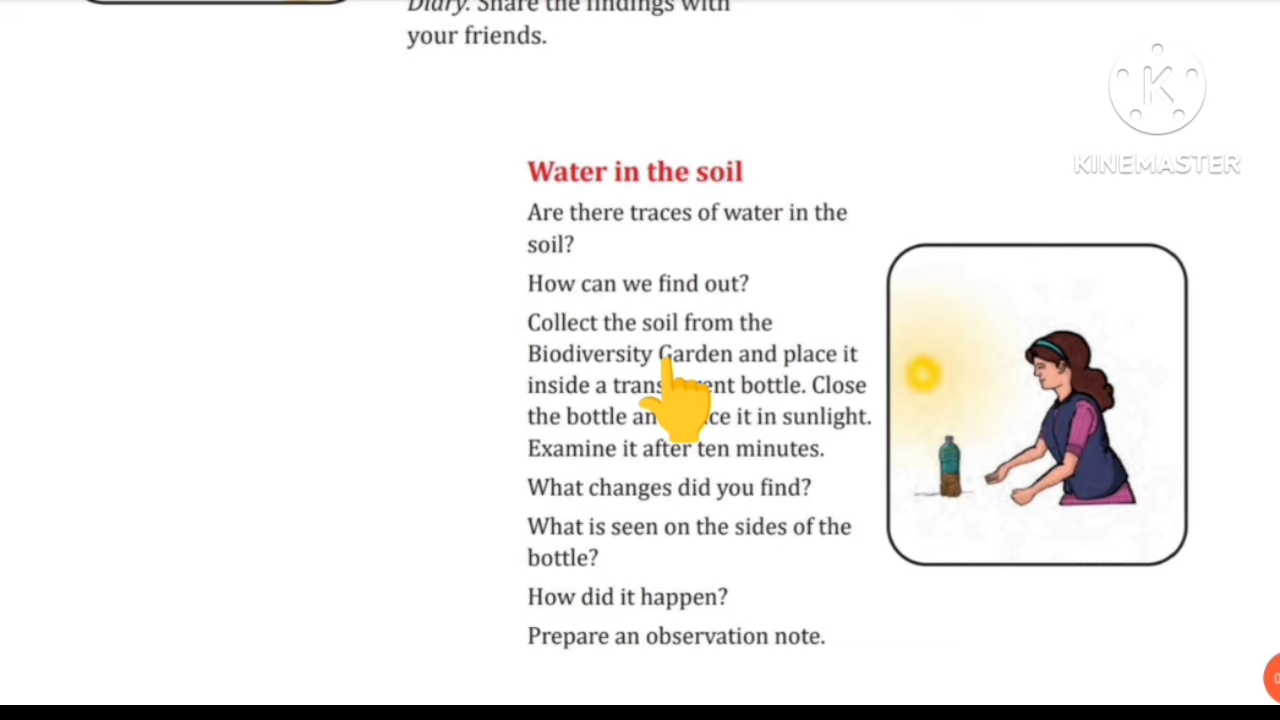 Diary. Share the findings with
your friends.
KINEMASTER
Water in the soil
Are there traces of water in the
soil?
How can we find out?
Collect the soil from the
Biodiversity Garden and place it
inside a bottle. Close
the bottle it in sunlight.
Examine it after ten minutes.
What changes did you find?
What is seen on the sides of the
bottle?
How did it happen?
Prepare an observation note.